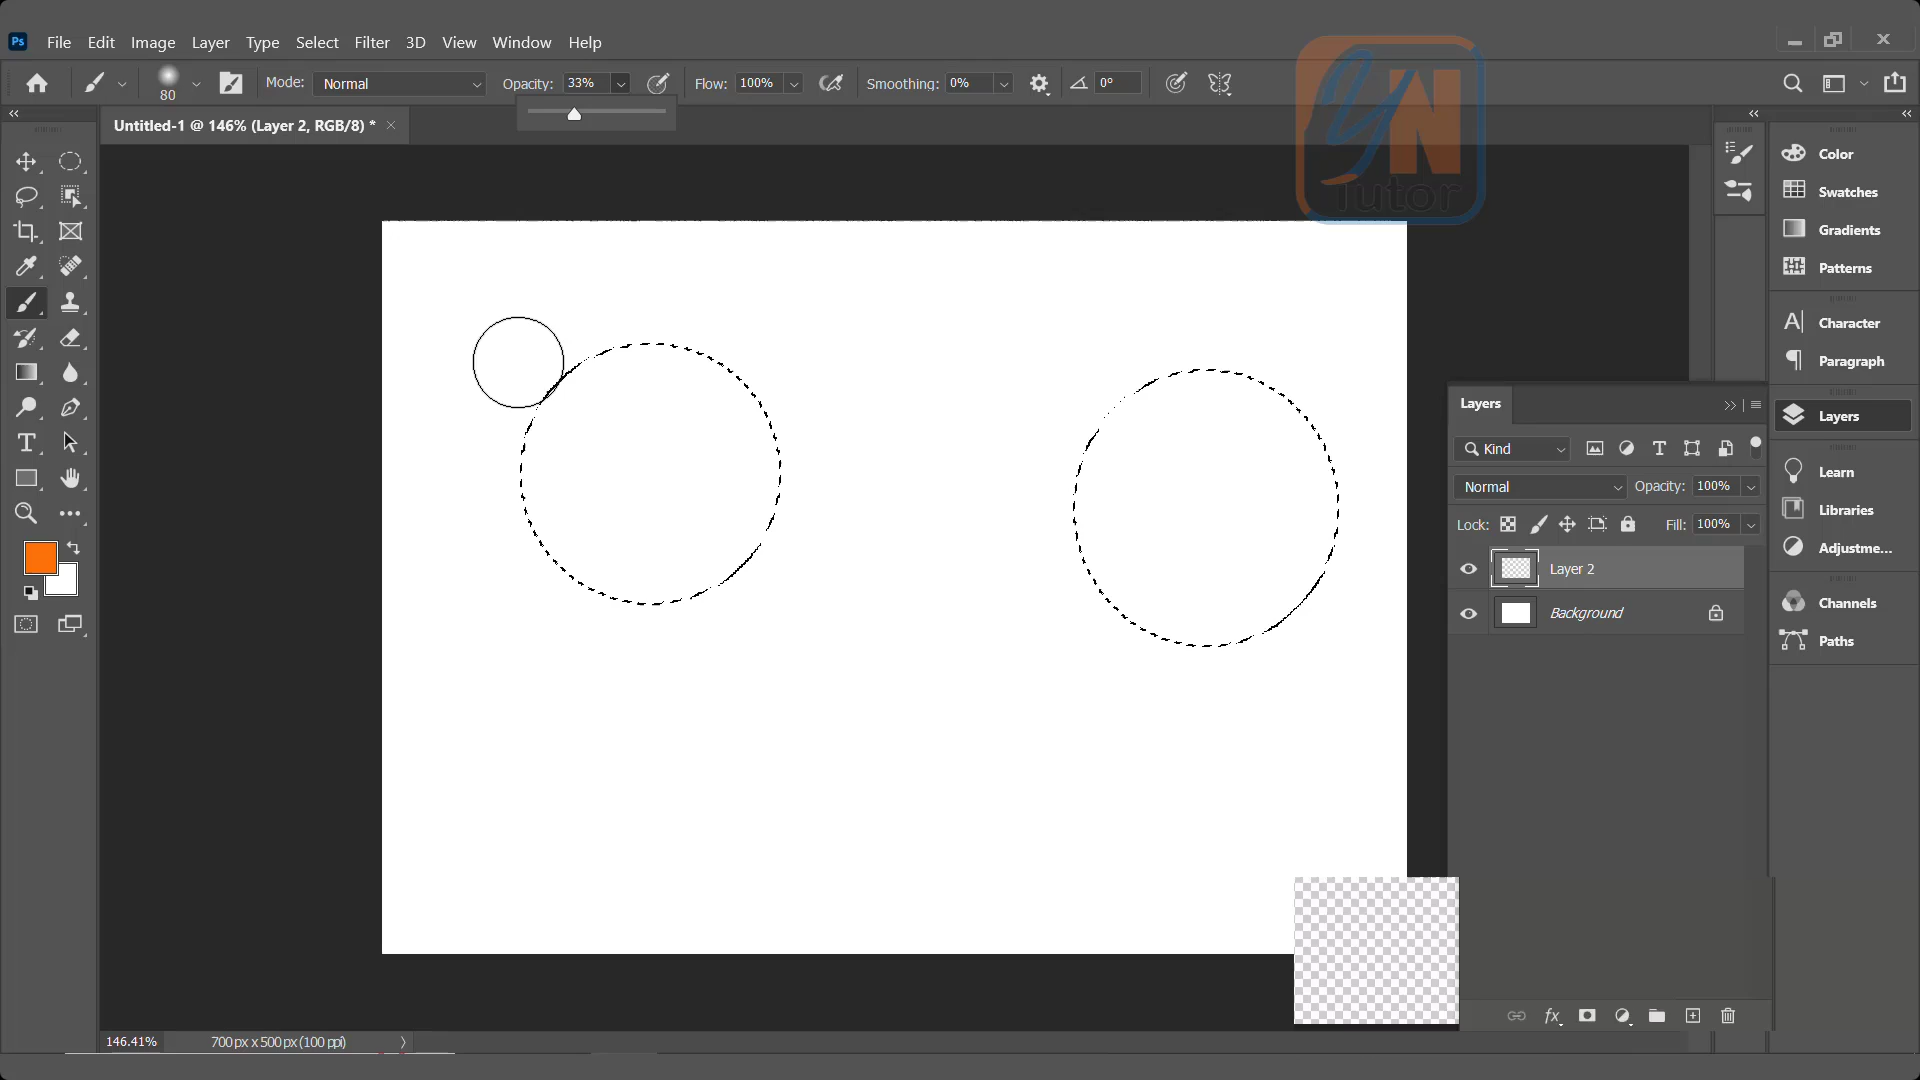 Ps File Edit Image Layer Type Select Filter 3D View Window Help
80 Mode: Normal Opacity: 33% Flow: 100% Smoothing: 0% 0°
Untitled-1 @ 146% (Layer 2, RGB/8) * ×
YN
Tutor
Color
Swatches
Gradients
Patterns
Character
Paragraph
Layers
Learn
Libraries
Adjustme...
Channels
Paths
Layers
Kind
Normal Opacity: 100%
Lock: Fill: 100%
Layer 2
Background
fx
146.41% 700 px x 500 px (100 ppi)